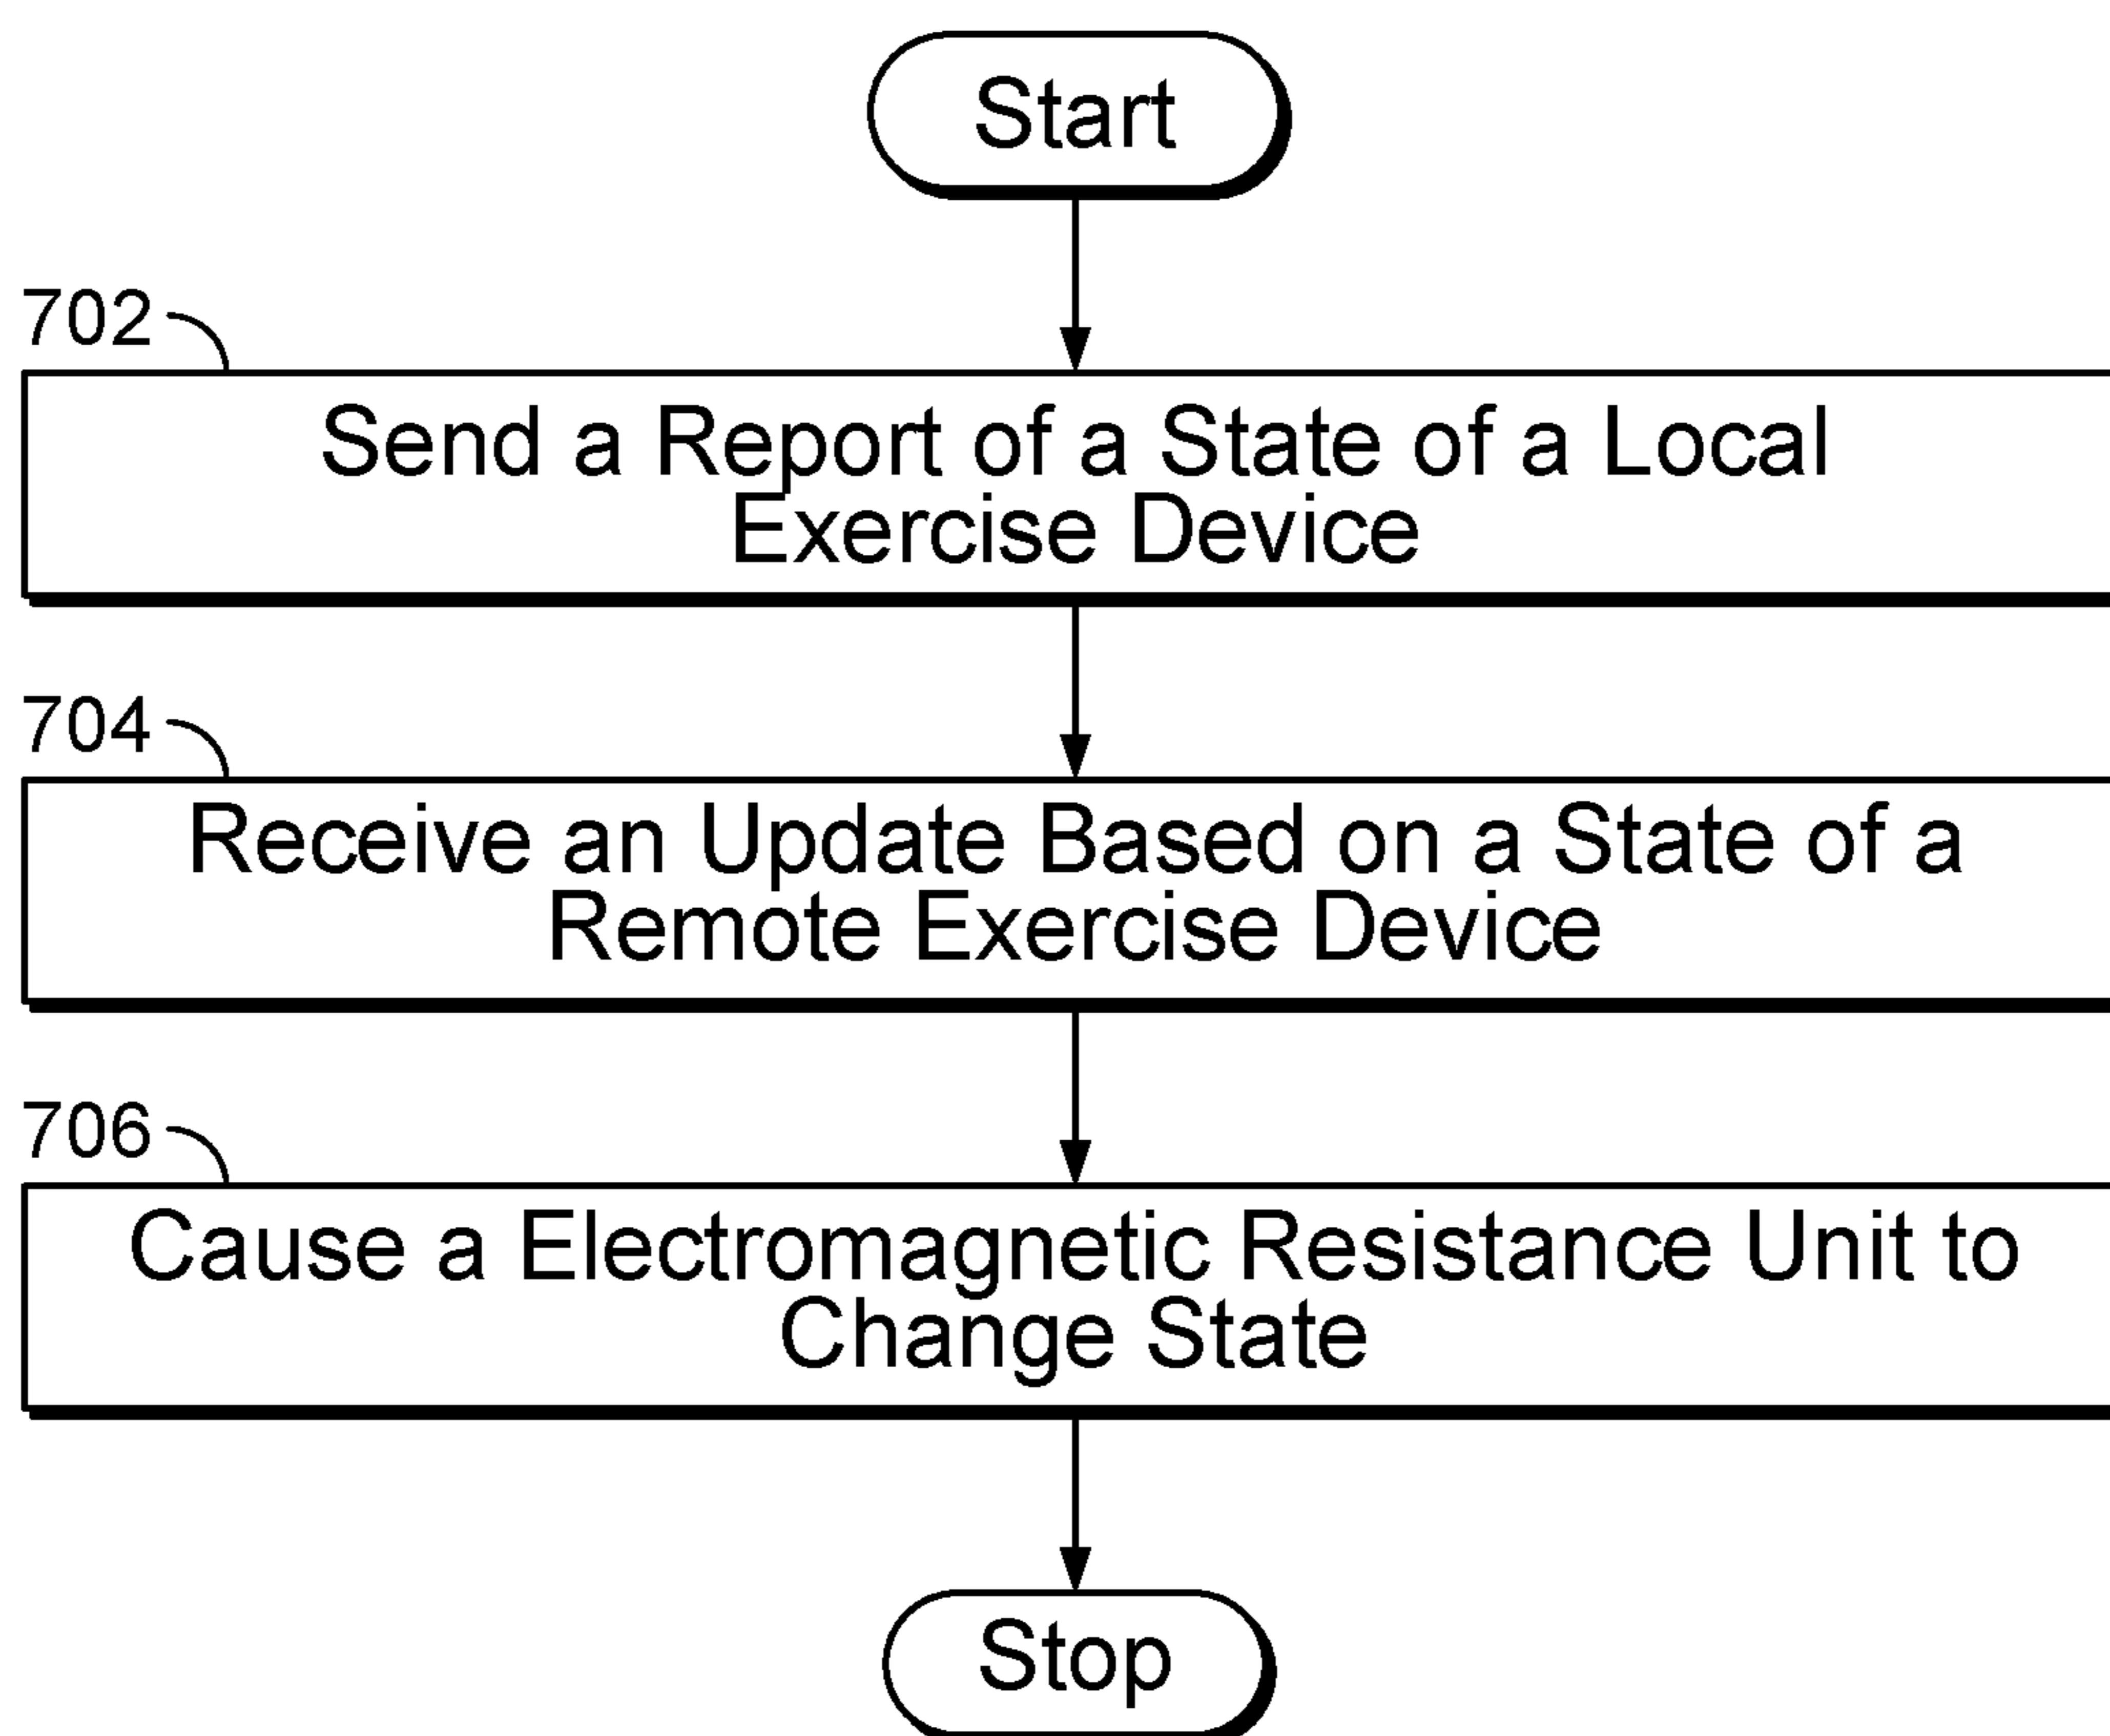 Start
702
Send a Report of a State of a Local
Exercise Device
704
Receive an Update Based on a State of a
Remote Exercise Device
706
Cause a Electromagnetic Resistance Unit to
Change State
Stop